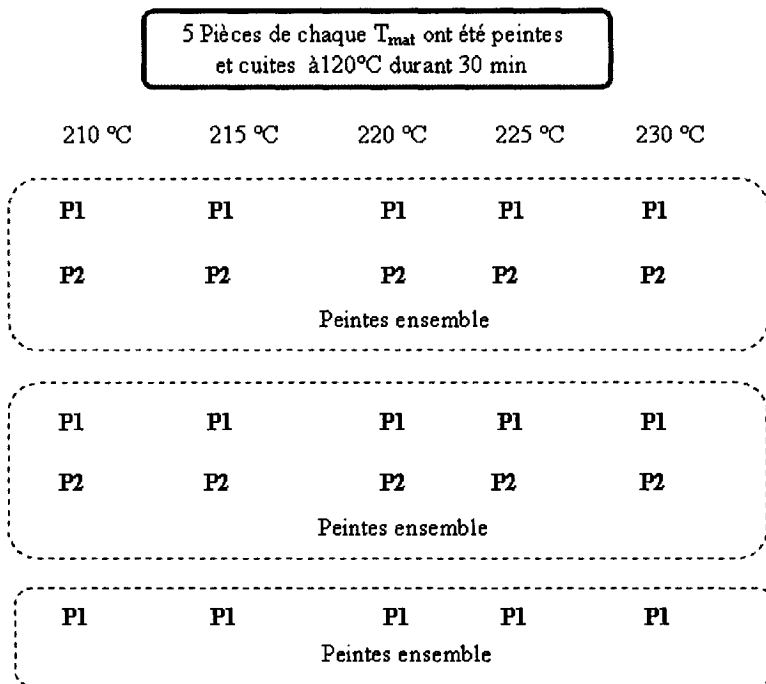 5 Pièces de chaque Tmat ont été peintes
et cuites à120°C durant 30 min
210 °C 215 °C 220 °C 225 °C 230 °C
P1 P1 P1 P1 P1
P2 P2 P2 P2 P2
Peintes ensemble
P1 P1 P1 P1 P1
P2 P2 P2 P2 P2
Peintes ensemble
P1 P1 P1 P1 P1
Peintes ensemble